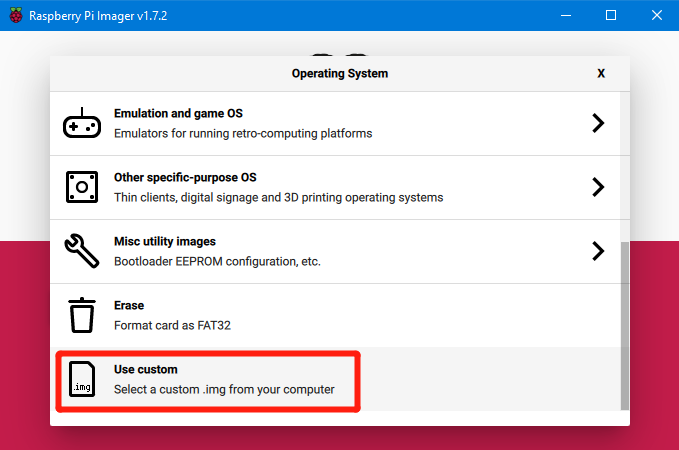 Raspberry Pi Imager v1.7.2
Operating System
X
Emulation and game OS
Emulators for running retro-computing platforms
Other specific-purpose OS
Thin clients, digital signage and 3D printing operating systems
Misc utility images
Bootloader EEPROM configuration, etc.
Erase
Format card as FAT32
Use custom
.img
Select a custom .img from your computer